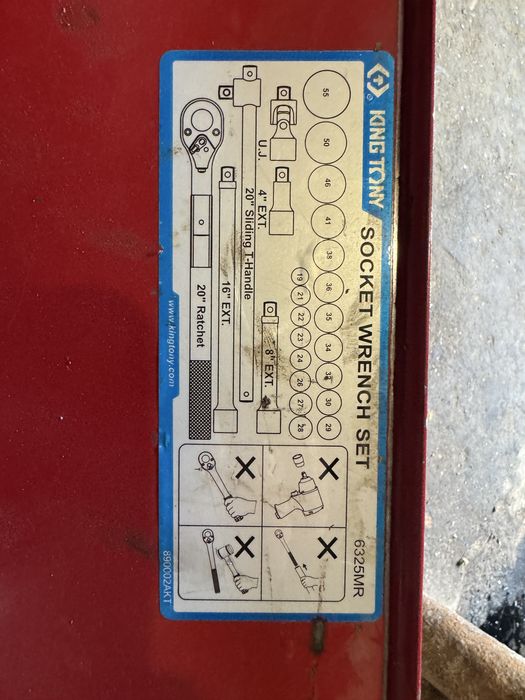 KING TONY ®
SOCKET WRENCH SET
6325MR
55 50 46 41 38 36 35 34 32 30 29
19 21 22 23 24 26 27 28
U.J.
4" EXT.
8" EXT.
20" Sliding T-Handle
16" EXT.
20" Ratchet
www.kingtony.com
890002AKT